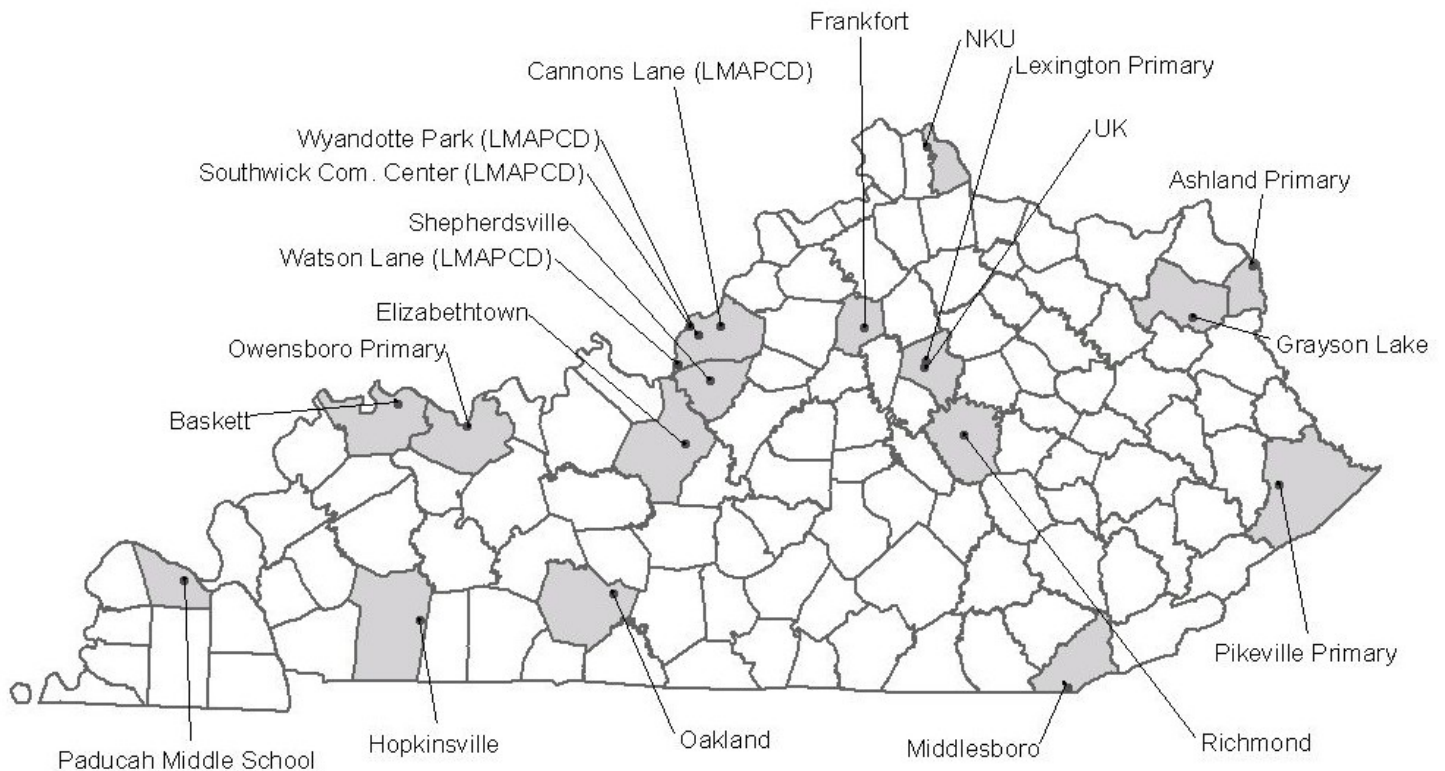 Frankfort
NKU
Cannons Lane (LMAPCD)
Lexington Primary
Wyandotte Park (LMAPCD)
UK
Southwick Com. Center (LMAPCD)
Ashland Primary
Shepherdsville
Watson Lane (LMAPCD)
Elizabethtown
Owensboro Primary
Grayson Lake
Baskett
Pikeville Primary
Paducah Middle School
Hopkinsville
Oakland
Middlesboro
Richmond